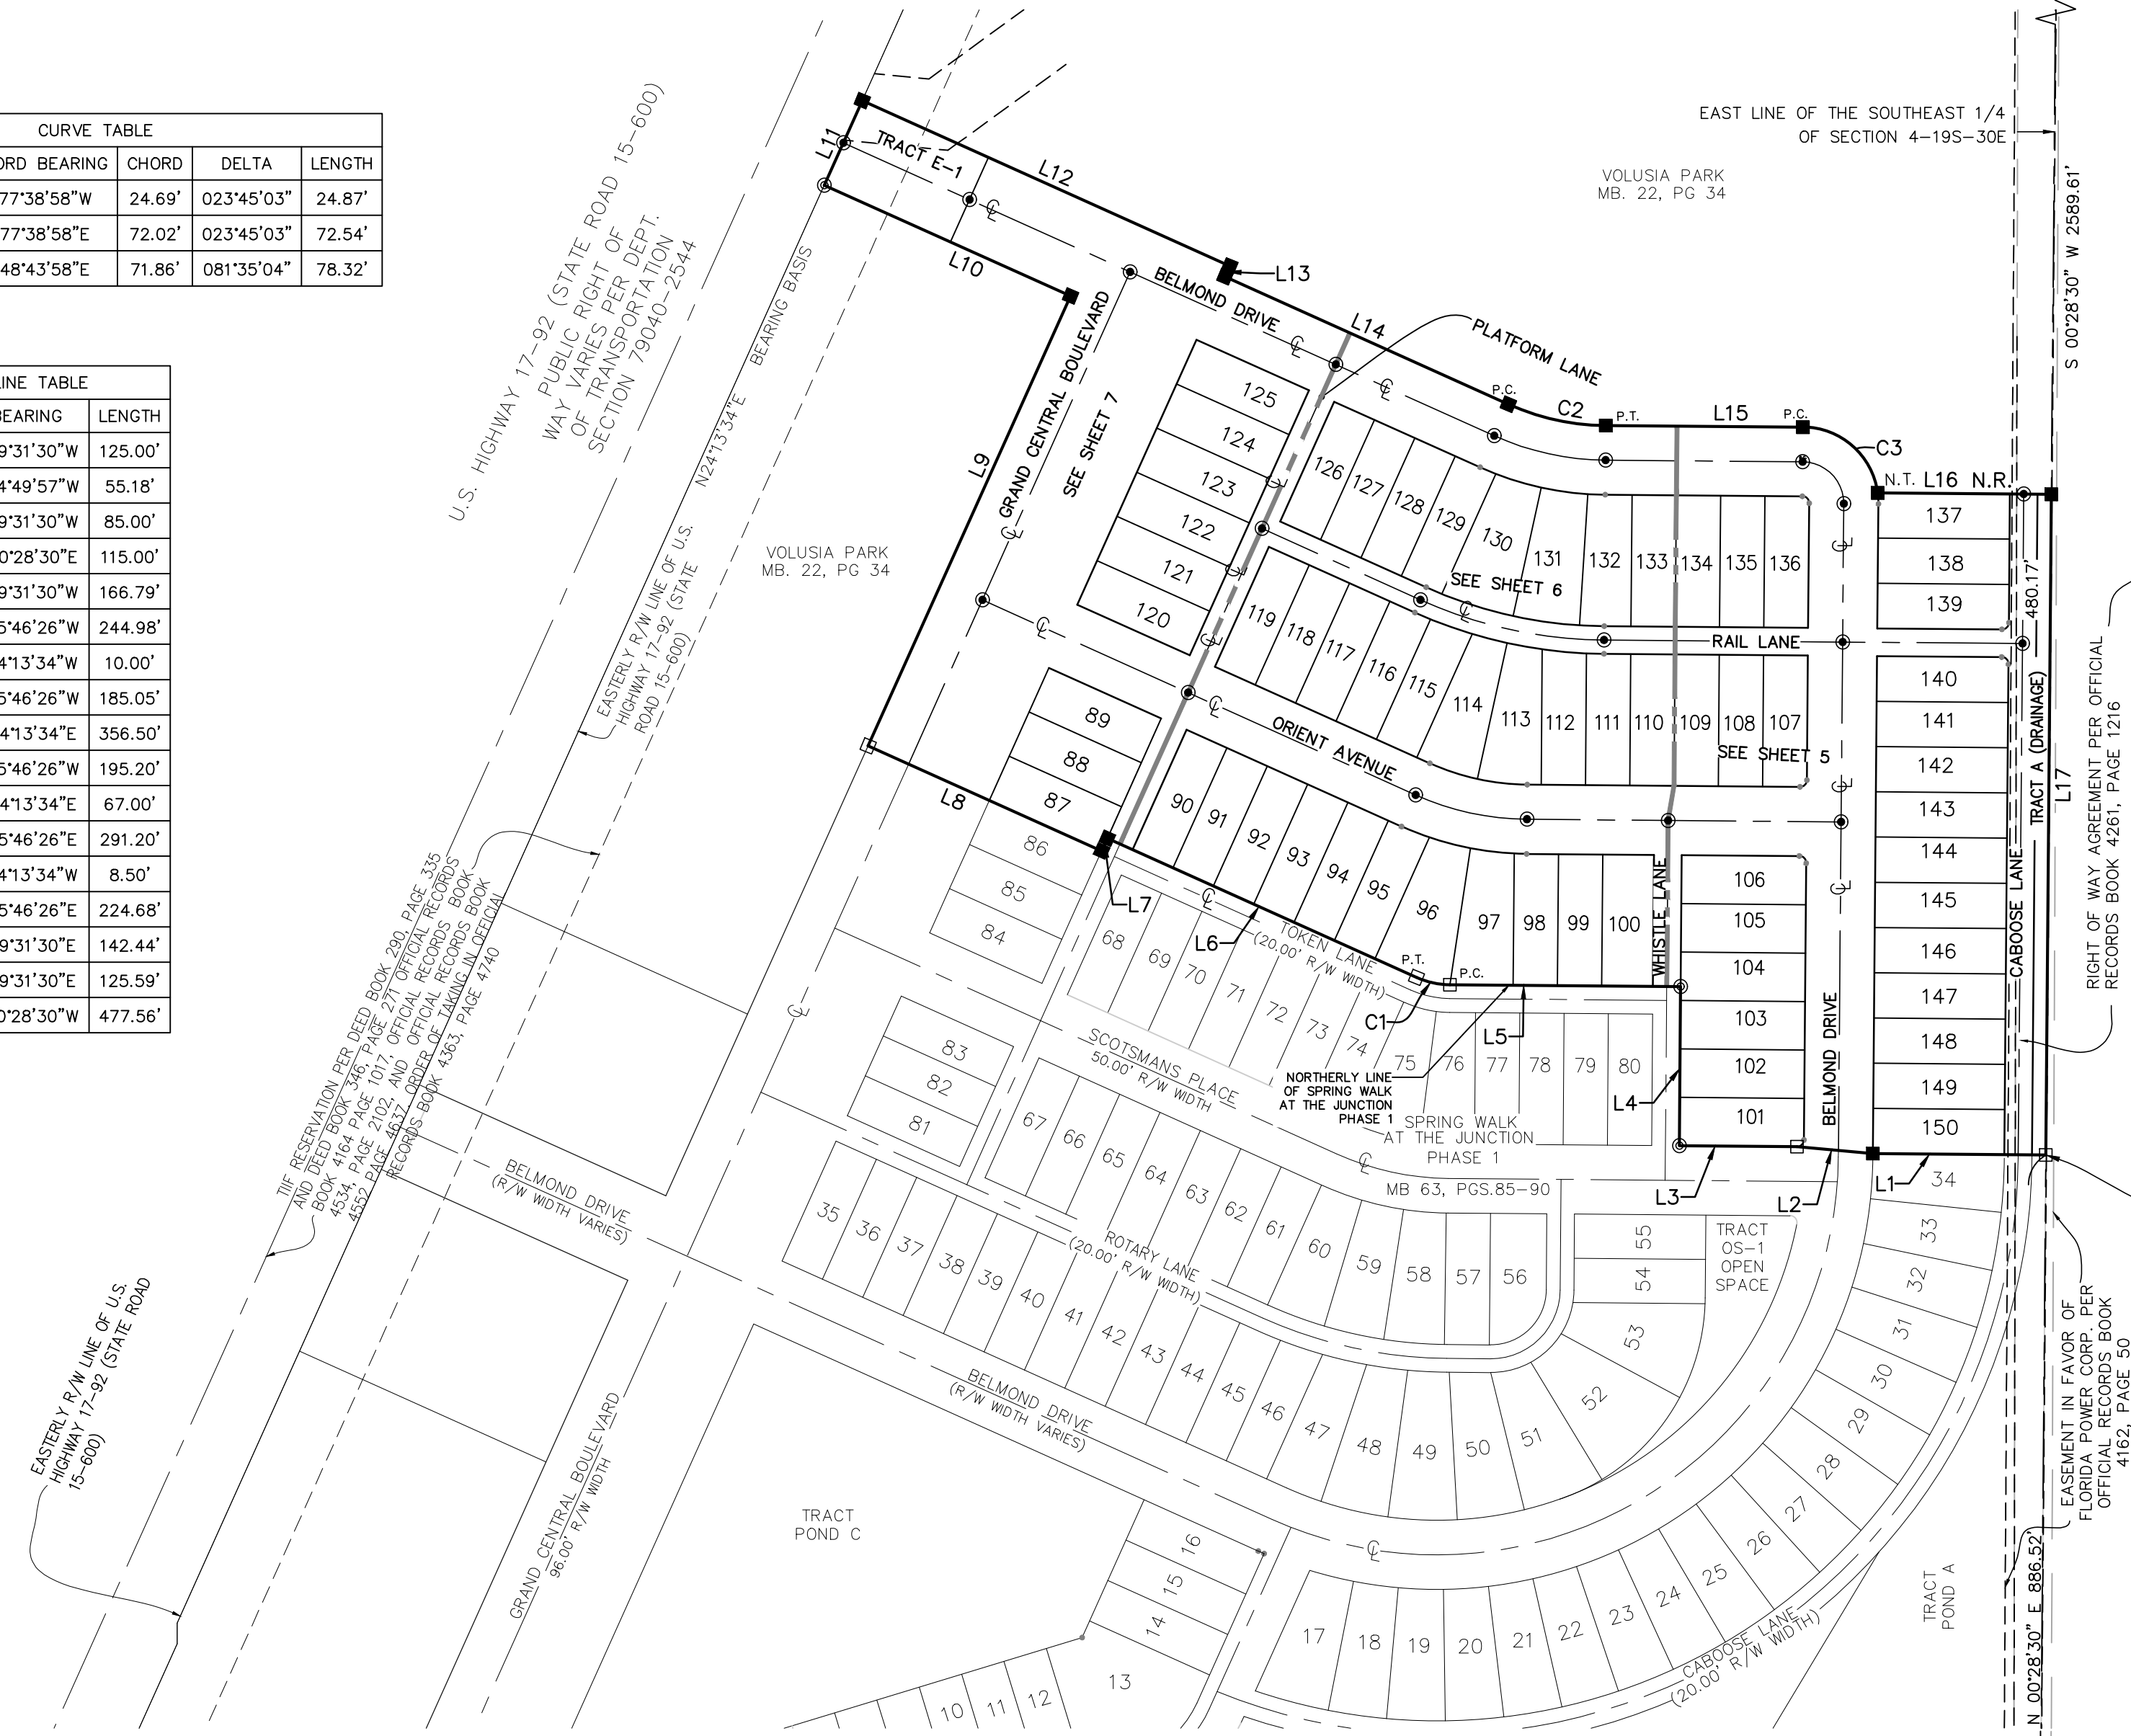 CURVE TABLE
ORD BEARING CHORD DELTA LENGTH
77°38'58"W 24.69' 023°45'03" 24.87'
77°38'58"E 72.02' 023°45'03" 72.54'
48°43'58"E 71.86' 081°35'04" 78.32'
LINE TABLE
BEARING LENGTH
9°31'30"W 125.00'
4°49'57"W 55.18'
9°31'30"W 85.00'
0°28'30"E 115.00'
9°31'30"W 166.79'
5°46'26"W 244.98'
4°13'34"W 10.00'
5°46'26"W 185.05'
4°13'34"E 356.50'
5°46'26"W 195.20'
4°13'34"E 67.00'
5°46'26"E 291.20'
4°13'34"W 8.50'
5°46'26"E 224.68'
9°31'30"E 142.44'
9°31'30"E 125.59'
0°28'30"W 477.56'
U.S. HIGHWAY 17-92 (STATE ROAD 15-600)
PUBLIC RIGHT OF
WAY VARIES PER DEPT.
OF TRANSPORTATION
SECTION 79040-2544
N24°13'34"E BEARING BASIS
EASTERLY R/W LINE OF U.S.
HIGHWAY 17-92 (STATE
ROAD 15-600)
VOLUSIA PARK
MB. 22, PG 34
VOLUSIA PARK
MB. 22, PG 34
EAST LINE OF THE SOUTHEAST 1/4
OF SECTION 4-19S-30E
S 00°28'30" W 2589.61'
L11
TRACT E-1
L12
L10
L13
BELMOND DRIVE
L14
PLATFORM LANE
P.C.
C2
P.T.
L15
P.C.
C3
N.T. L16 N.R.
L9
GRAND CENTRAL BOULEVARD
SEE SHEET 7
125
124
123
122
121
120
126
127
128
129
130
131
132
133
134
135
136
SEE SHEET 6
137
138
139
480.17'
RAIL LANE
119
118
117
116
115
114
113
112
111
110
109
108
107
SEE SHEET 5
140
141
142
143
144
145
146
147
148
149
150
TRACT A (DRAINAGE)
CABOOSE LANE
L17
RIGHT OF WAY AGREEMENT PER OFFICIAL
RECORDS BOOK 4261, PAGE 1216
ORIENT AVENUE
89
88
87
L8
L7
90
91
92
93
94
95
96
97
98
99
100
WHISTLE LANE
106
105
104
103
102
101
BELMOND DRIVE
L6
TOKEN LANE
(20.00' R/W WIDTH)
P.T.
P.C.
C1
L5
L4
L3
L2
L1
NORTHERLY LINE
OF SPRING WALK
AT THE JUNCTION
PHASE 1
SPRING WALK
AT THE JUNCTION
PHASE 1
MB 63, PGS.85-90
86
85
84
68
69
70
71
72
73
74
75
76
77
78
79
80
SCOTSMANS PLACE
50.00' R/W WIDTH
83
82
81
67
66
65
64
63
62
61
60
59
58
57
56
55
54
53
52
51
50
49
48
47
46
45
44
43
42
41
40
39
38
37
36
35
ROTARY LANE
(20.00' R/W WIDTH)
TRACT
OS-1
OPEN
SPACE
34
33
32
31
30
29
28
27
26
25
24
23
22
21
20
19
18
17
16
15
14
13
12
11
10
BELMOND DRIVE
(R/W WIDTH VARIES)
BELMOND DRIVE
(R/W WIDTH VARIES)
GRAND CENTRAL BOULEVARD
96.00' R/W WIDTH
TRACT
POND C
TRACT
POND A
CABOOSE LANE
(20.00' R/W WIDTH)
TIIF RESERVATION PER DEED BOOK 290, PAGE 335
AND DEED BOOK 346, PAGE 271 OFFICIAL RECORDS
BOOK 4164 PAGE 1017, OFFICIAL RECORDS BOOK
4534, PAGE 2102, AND OFFICIAL RECORDS BOOK
4552 PAGE 4637 ORDER OF TAKING IN OFFICIAL
RECORDS BOOK 4363, PAGE 4740
EASTERLY R/W LINE OF U.S.
HIGHWAY 17-92 (STATE ROAD
15-600)
EASEMENT IN FAVOR OF
FLORIDA POWER CORP. PER
OFFICIAL RECORDS BOOK
4162, PAGE 50
N 00°28'30" E 886.52'